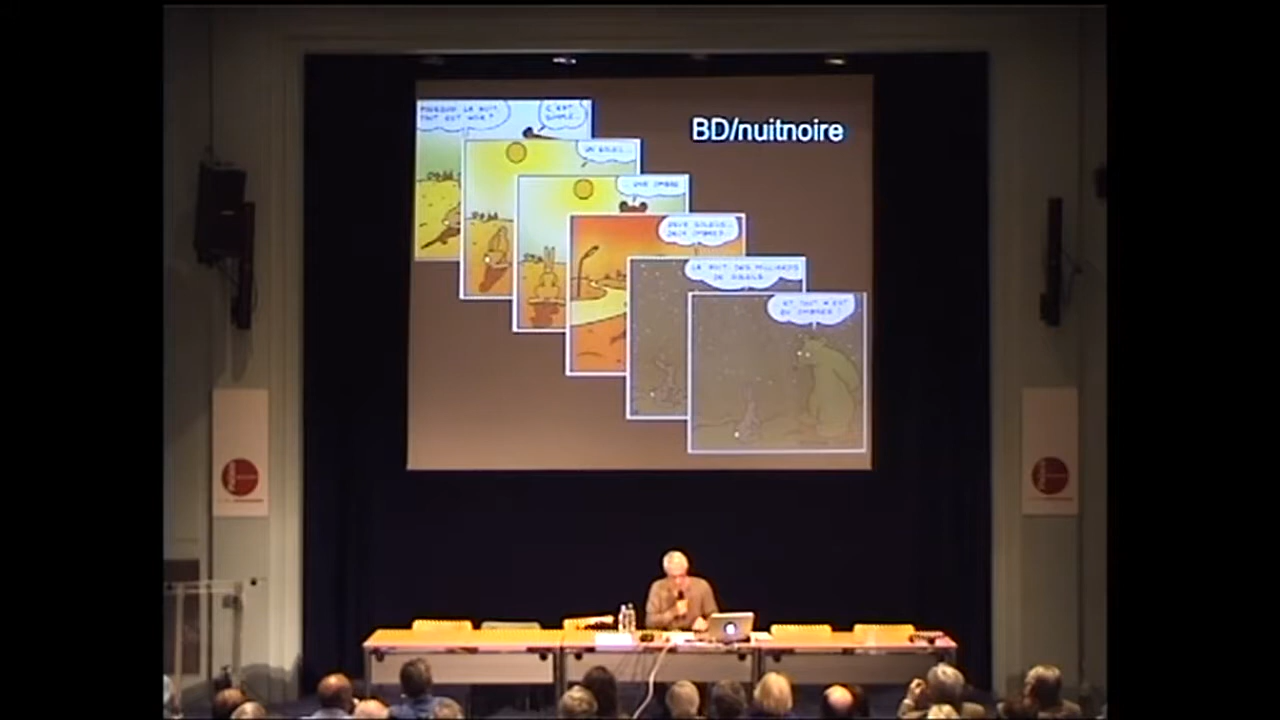 BD/nuitnoire
POURQUOI LA NUIT,
TOUT EST NOIR ?
C'EST
SIMPLE...
UN SOLEIL...
...UNE OMBRE
DEUX SOLEILS...
DEUX OMBRES...
LA NUIT, DES MILLIARDS
DE SOLEILS
ET TOUT N'EST
QU'OMBRES !